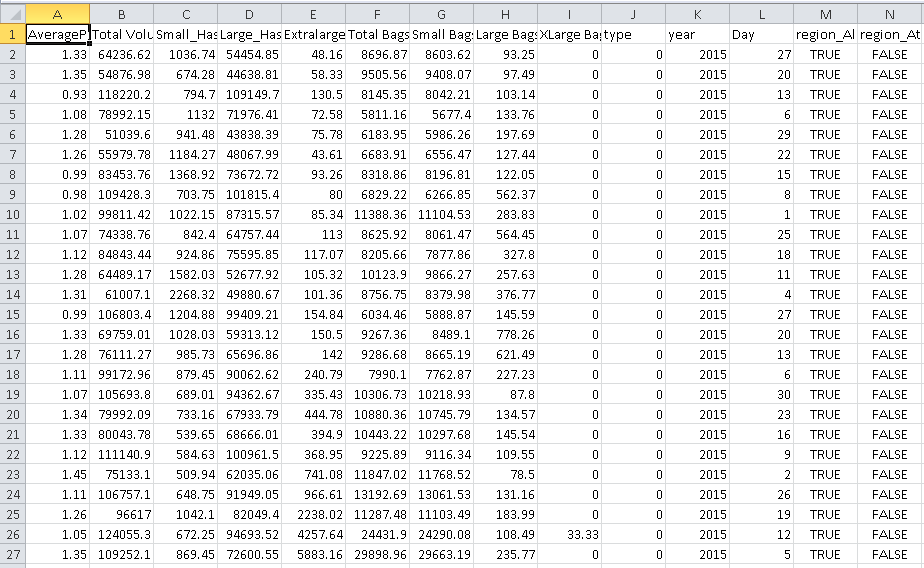 A B C D E F G H I J K L M N
1 AverageP Total Volu Small_Has Large_Has Extralarge Total Bags Small Bag Large Bag XLarge Ba type year Day region_Al region_At
2 1.33 64236.62 1036.74 54454.85 48.16 8696.87 8603.62 93.25 0 0 2015 27 TRUE FALSE
3 1.35 54876.98 674.28 44638.81 58.33 9505.56 9408.07 97.49 0 0 2015 20 TRUE FALSE
4 0.93 118220.2 794.7 109149.7 130.5 8145.35 8042.21 103.14 0 0 2015 13 TRUE FALSE
5 1.08 78992.15 1132 71976.41 72.58 5811.16 5677.4 133.76 0 0 2015 6 TRUE FALSE
6 1.28 51039.6 941.48 43838.39 75.78 6183.95 5986.26 197.69 0 0 2015 29 TRUE FALSE
7 1.26 55979.78 1184.27 48067.99 43.61 6683.91 6556.47 127.44 0 0 2015 22 TRUE FALSE
8 0.99 83453.76 1368.92 73672.72 93.26 8318.86 8196.81 122.05 0 0 2015 15 TRUE FALSE
9 0.98 109428.3 703.75 101815.4 80 6829.22 6266.85 562.37 0 0 2015 8 TRUE FALSE
10 1.02 99811.42 1022.15 87315.57 85.34 11388.36 11104.53 283.83 0 0 2015 1 TRUE FALSE
11 1.07 74338.76 842.4 64757.44 113 8625.92 8061.47 564.45 0 0 2015 25 TRUE FALSE
12 1.12 84843.44 924.86 75595.85 117.07 8205.66 7877.86 327.8 0 0 2015 18 TRUE FALSE
13 1.28 64489.17 1582.03 52677.92 105.32 10123.9 9866.27 257.63 0 0 2015 11 TRUE FALSE
14 1.31 61007.1 2268.32 49880.67 101.36 8756.75 8379.98 376.77 0 0 2015 4 TRUE FALSE
15 0.99 106803.4 1204.88 99409.21 154.84 6034.46 5888.87 145.59 0 0 2015 27 TRUE FALSE
16 1.33 69759.01 1028.03 59313.12 150.5 9267.36 8489.1 778.26 0 0 2015 20 TRUE FALSE
17 1.28 76111.27 985.73 65696.86 142 9286.68 8665.19 621.49 0 0 2015 13 TRUE FALSE
18 1.11 99172.96 879.45 90062.62 240.79 7990.1 7762.87 227.23 0 0 2015 6 TRUE FALSE
19 1.07 105693.8 689.01 94362.67 335.43 10306.73 10218.93 87.8 0 0 2015 30 TRUE FALSE
20 1.34 79992.09 733.16 67933.79 444.78 10880.36 10745.79 134.57 0 0 2015 23 TRUE FALSE
21 1.33 80043.78 539.65 68666.01 394.9 10443.22 10297.68 145.54 0 0 2015 16 TRUE FALSE
22 1.12 111140.9 584.63 100961.5 368.95 9225.89 9116.34 109.55 0 0 2015 9 TRUE FALSE
23 1.45 75133.1 509.94 62035.06 741.08 11847.02 11768.52 78.5 0 0 2015 2 TRUE FALSE
24 1.11 106757.1 648.75 91949.05 966.61 13192.69 13061.53 131.16 0 0 2015 26 TRUE FALSE
25 1.26 96617 1042.1 82049.4 2238.02 11287.48 11103.49 183.99 0 0 2015 19 TRUE FALSE
26 1.05 124055.3 672.25 94693.52 4257.64 24431.9 24290.08 108.49 33.33 0 2015 12 TRUE FALSE
27 1.35 109252.1 869.45 72600.55 5883.16 29898.96 29663.19 235.77 0 0 2015 5 TRUE FALSE